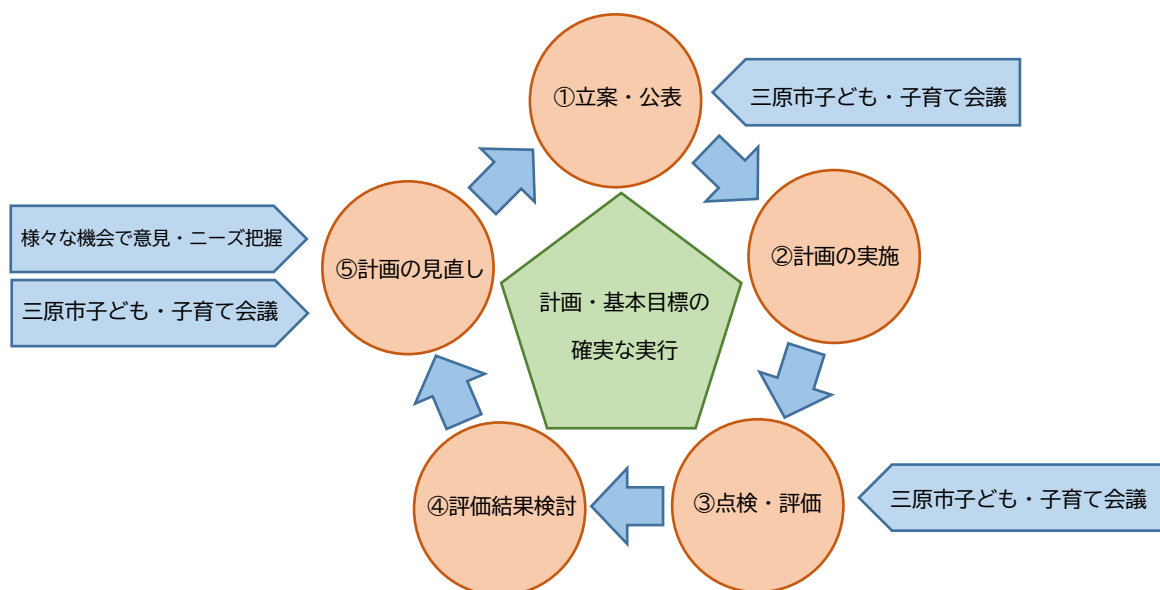 ①立案・公表
三原市子ども・子育て会議
②計画の実施
様々な機会で意見・ニーズ把握
⑤計画の見直し
三原市子ども・子育て会議
計画・基本目標の
確実な実行
④評価結果検討
③点検・評価
三原市子ども・子育て会議